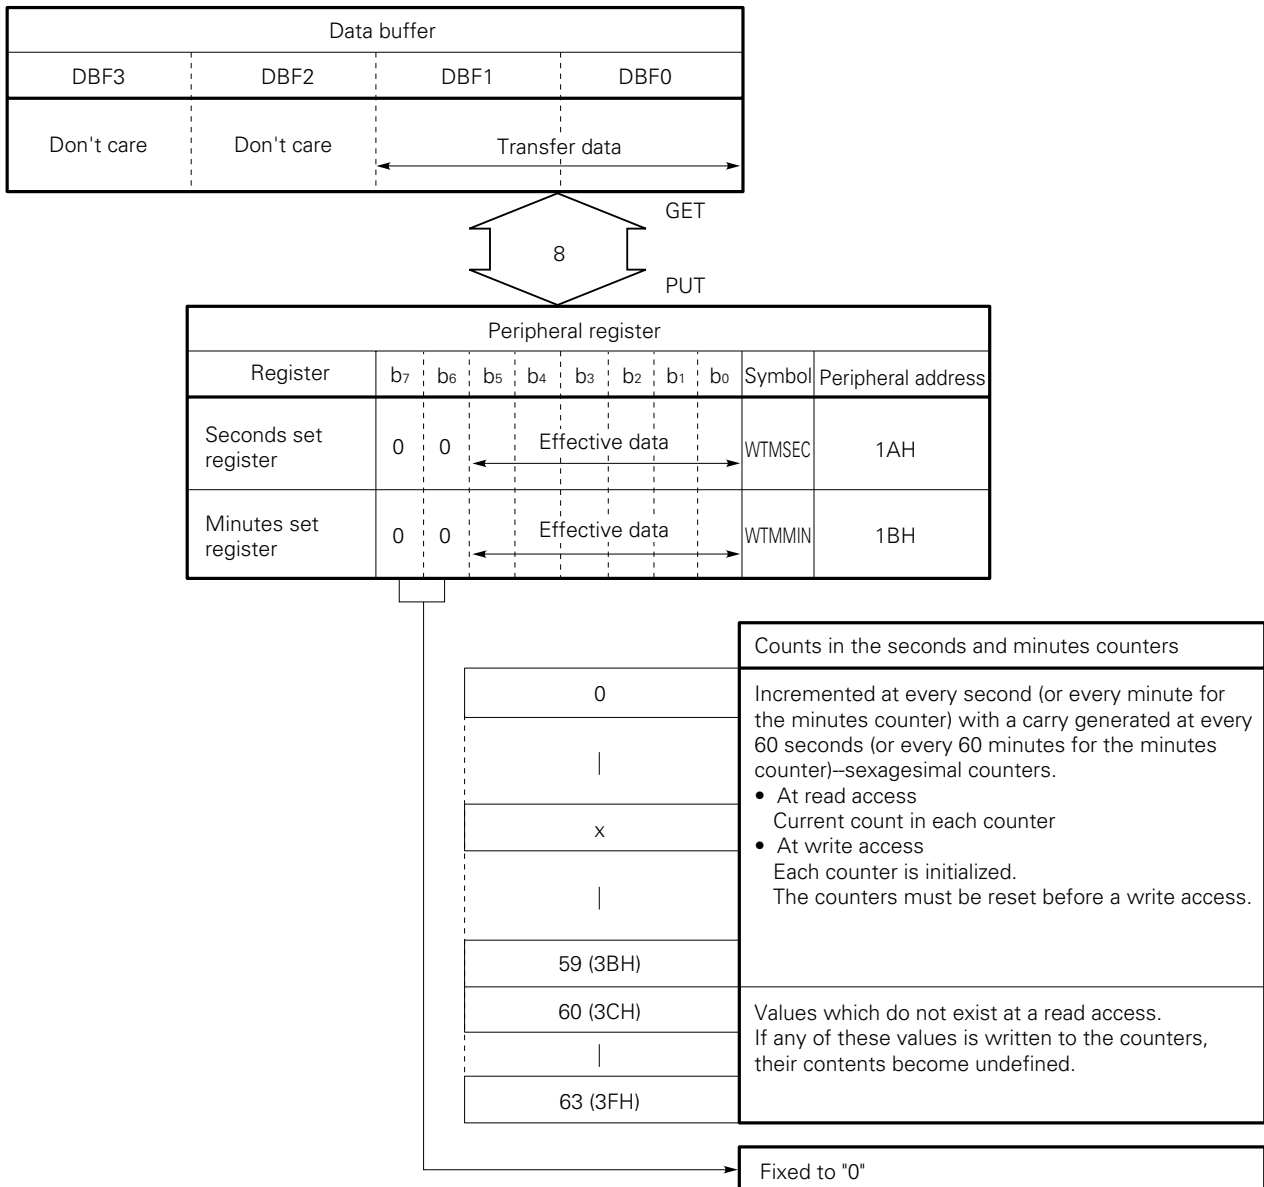 Data buffer
DBF3 DBF2 DBF1 DBF0
Don't care Don't care Transfer data
GET
8
PUT
Peripheral register
Register b7 b6 b5 b4 b3 b2 b1 b0 Symbol Peripheral address
Seconds set
register
0 0 Effective data WTMSEC 1AH
Minutes set
register
0 0 Effective data WTMMIN 1BH
Counts in the seconds and minutes counters
0
x
59 (3BH)
Incremented at every second (or every minute for
the minutes counter) with a carry generated at every
60 seconds (or every 60 minutes for the minutes
counter)--sexagesimal counters.
• At read access
Current count in each counter
• At write access
Each counter is initialized.
The counters must be reset before a write access.
60 (3CH)
63 (3FH)
Values which do not exist at a read access.
If any of these values is written to the counters,
their contents become undefined.
Fixed to "0"